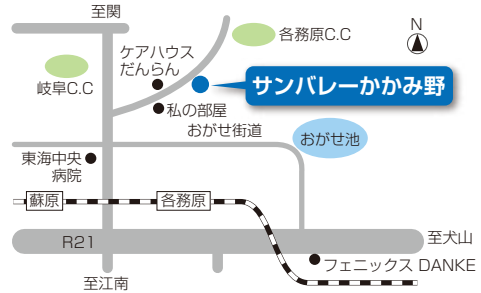 至関
N
各務原C.C
ケアハウス
だんらん
岐阜C.C
サンバレーかかみ野
私の部屋
おがせ街道
おがせ池
東海中央
病院
蘇原
各務原
R21
至犬山
フェニックス DANKE
至江南